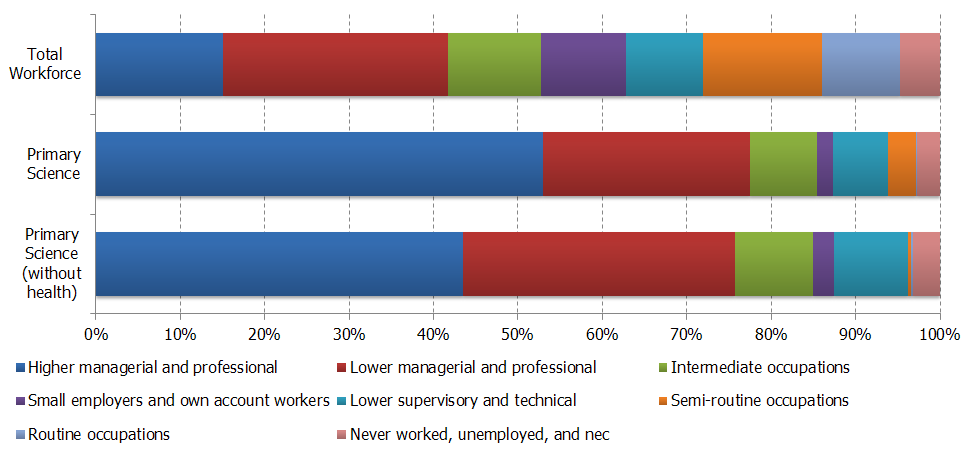 Total
Workforce
Primary
Science
Primary
Science
(without
health)
0% 10% 20% 30% 40% 50% 60% 70% 80% 90% 100%
Higher managerial and professional Lower managerial and professional Intermediate occupations
Small employers and own account workers Lower supervisory and technical Semi-routine occupations
Routine occupations Never worked, unemployed, and nec